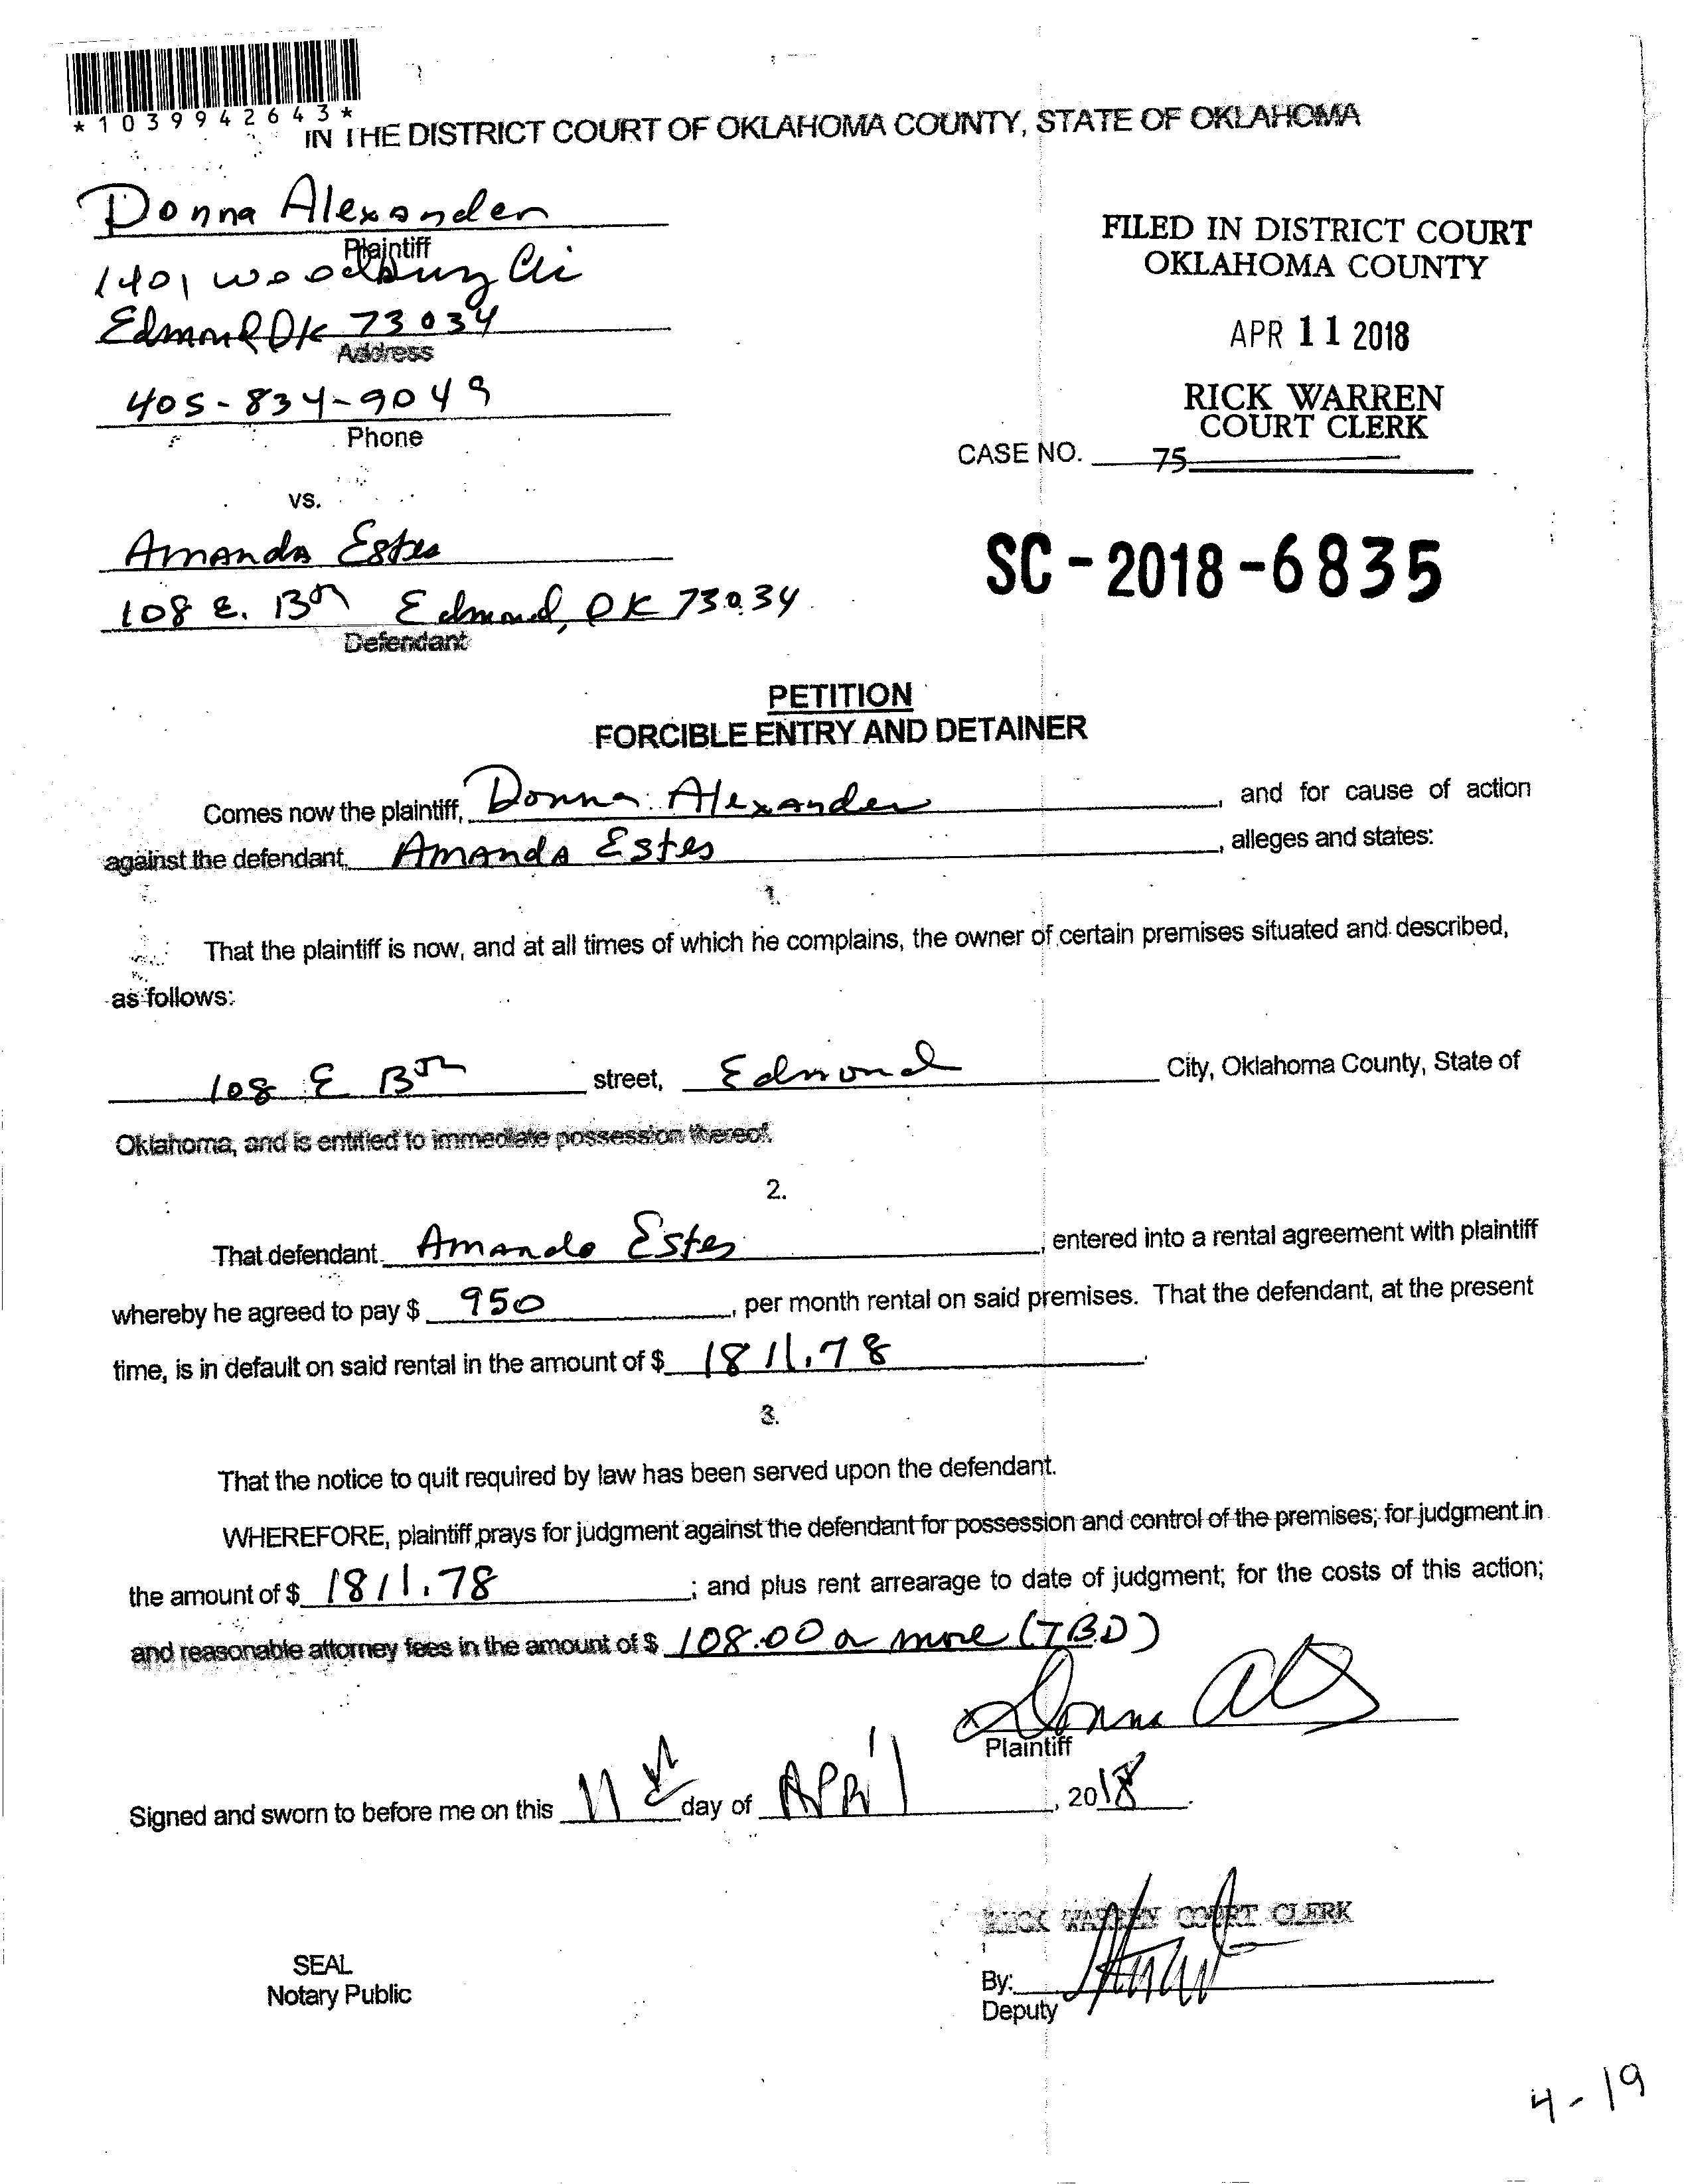 *1039942643*
IN THE DISTRICT COURT OF OKLAHOMA COUNTY, STATE OF OKLAHOMA
Donna Alexander
Plaintiff
1401 Woodbury Cir
Edmond OK 73034
Address
405-834-9049
Phone
FILED IN DISTRICT COURT
OKLAHOMA COUNTY
APR 11 2018
RICK WARREN
COURT CLERK
CASE NO. 75
vs.
Amanda Estes
108 E. 13th Edmond, OK 73034
Defendant
SC-2018-6835
PETITION
FORCIBLE ENTRY AND DETAINER
Comes now the plaintiff, Donna Alexander, and for cause of action
against the defendant, Amanda Estes, alleges and states:
1.
That the plaintiff is now, and at all times of which he complains, the owner of certain premises situated and described,
as follows:
108 E 13th street, Edmond City, Oklahoma County, State of
Oklahoma, and is entitled to immediate possession thereof.
2.
That defendant Amanda Estes, entered into a rental agreement with plaintiff
whereby he agreed to pay $ 950, per month rental on said premises. That the defendant, at the present
time, is in default on said rental in the amount of $ 1811.78.
3.
That the notice to quit required by law has been served upon the defendant.
WHEREFORE, plaintiff prays for judgment against the defendant for possession and control of the premises; for judgment in
the amount of $ 1811.78; and plus rent arrearage to date of judgment; for the costs of this action;
and reasonable attorney fees in the amount of $ 108.00 or more (TBD)
Donna
Plaintiff
Signed and sworn to before me on this 11 day of April, 2018.
RICK WARREN COURT CLERK
SEAL
Notary Public
By:
Deputy
4-19